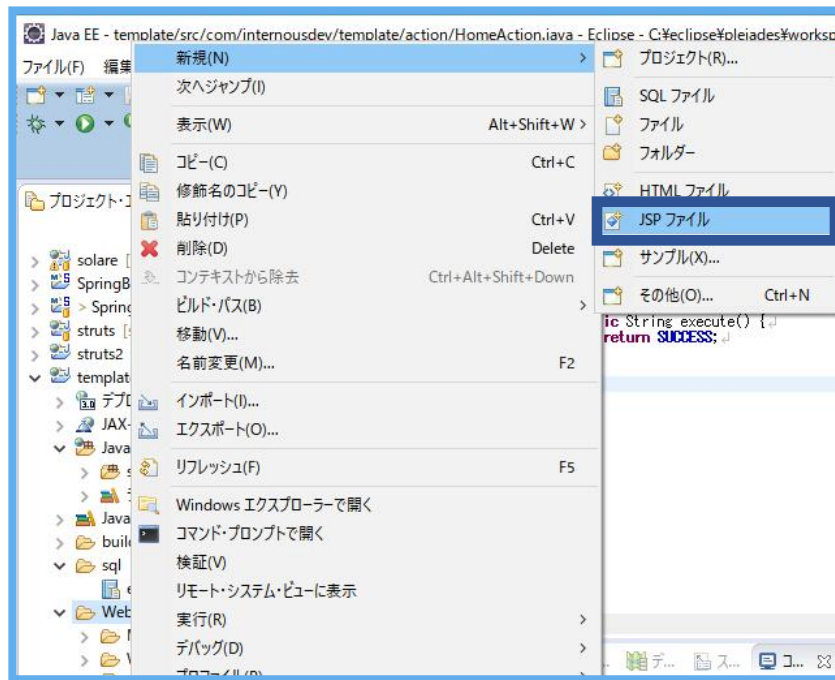 Java EE - template/src/com/internousdev/template/action/HomeAction.java - Eclipse - C:¥eclipse¥pleiades¥worksp
ファイル(F) 編集
プロジェクト・エ
solare [
SpringB
> Spring
struts [s
struts2
templat
デプロ
JAX-
Java
s
Java
build
sql
e
Web
新規(N) >
次へジャンプ(I)
表示(W) Alt+Shift+W >
コピー(C) Ctrl+C
修飾名のコピー(Y)
貼り付け(P) Ctrl+V
削除(D) Delete
コンテキストから除去 Ctrl+Alt+Shift+Down
ビルド・パス(B) >
移動(V)...
名前変更(M)... F2
インポート(I)...
エクスポート(O)...
リフレッシュ(F) F5
Windows エクスプローラーで開く
コマンド・プロンプトで開く
検証(V)
リモート・システム・ビューに表示
実行(R) >
デバッグ(D) >
プロファイル(P) >
プロジェクト(R)...
SQL ファイル
ファイル
フォルダー
HTML ファイル
JSP ファイル
サンプル(X)...
その他(O)... Ctrl+N
ic String execute() {
return SUCCESS;
デ... ス... コ...